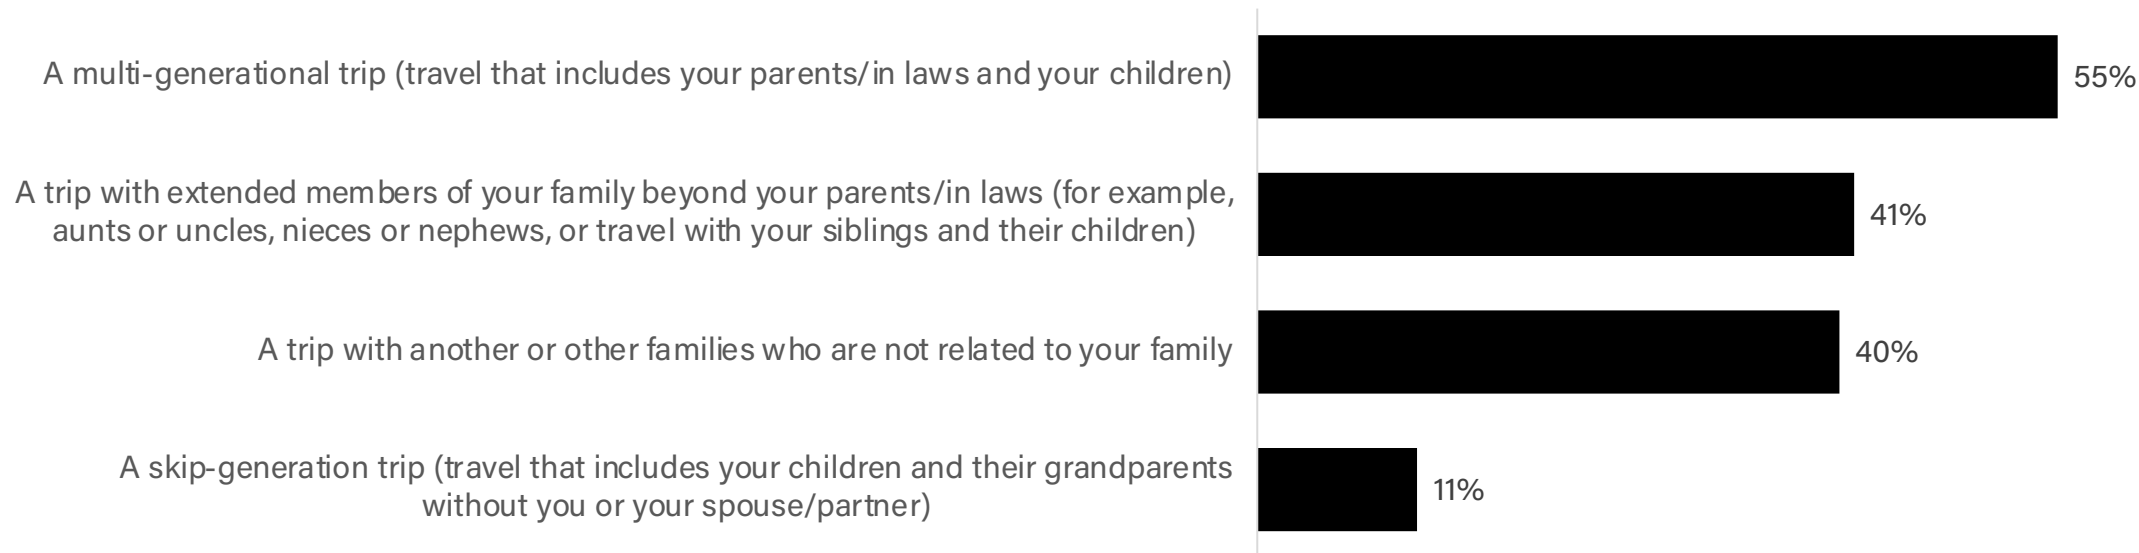 A multi-generational trip (travel that includes your parents/in laws and your children)
55%
A trip with extended members of your family beyond your parents/in laws (for example,
aunts or uncles, nieces or nephews, or travel with your siblings and their children)
41%
A trip with another or other families who are not related to your family
40%
A skip-generation trip (travel that includes your children and their grandparents
without you or your spouse/partner)
11%